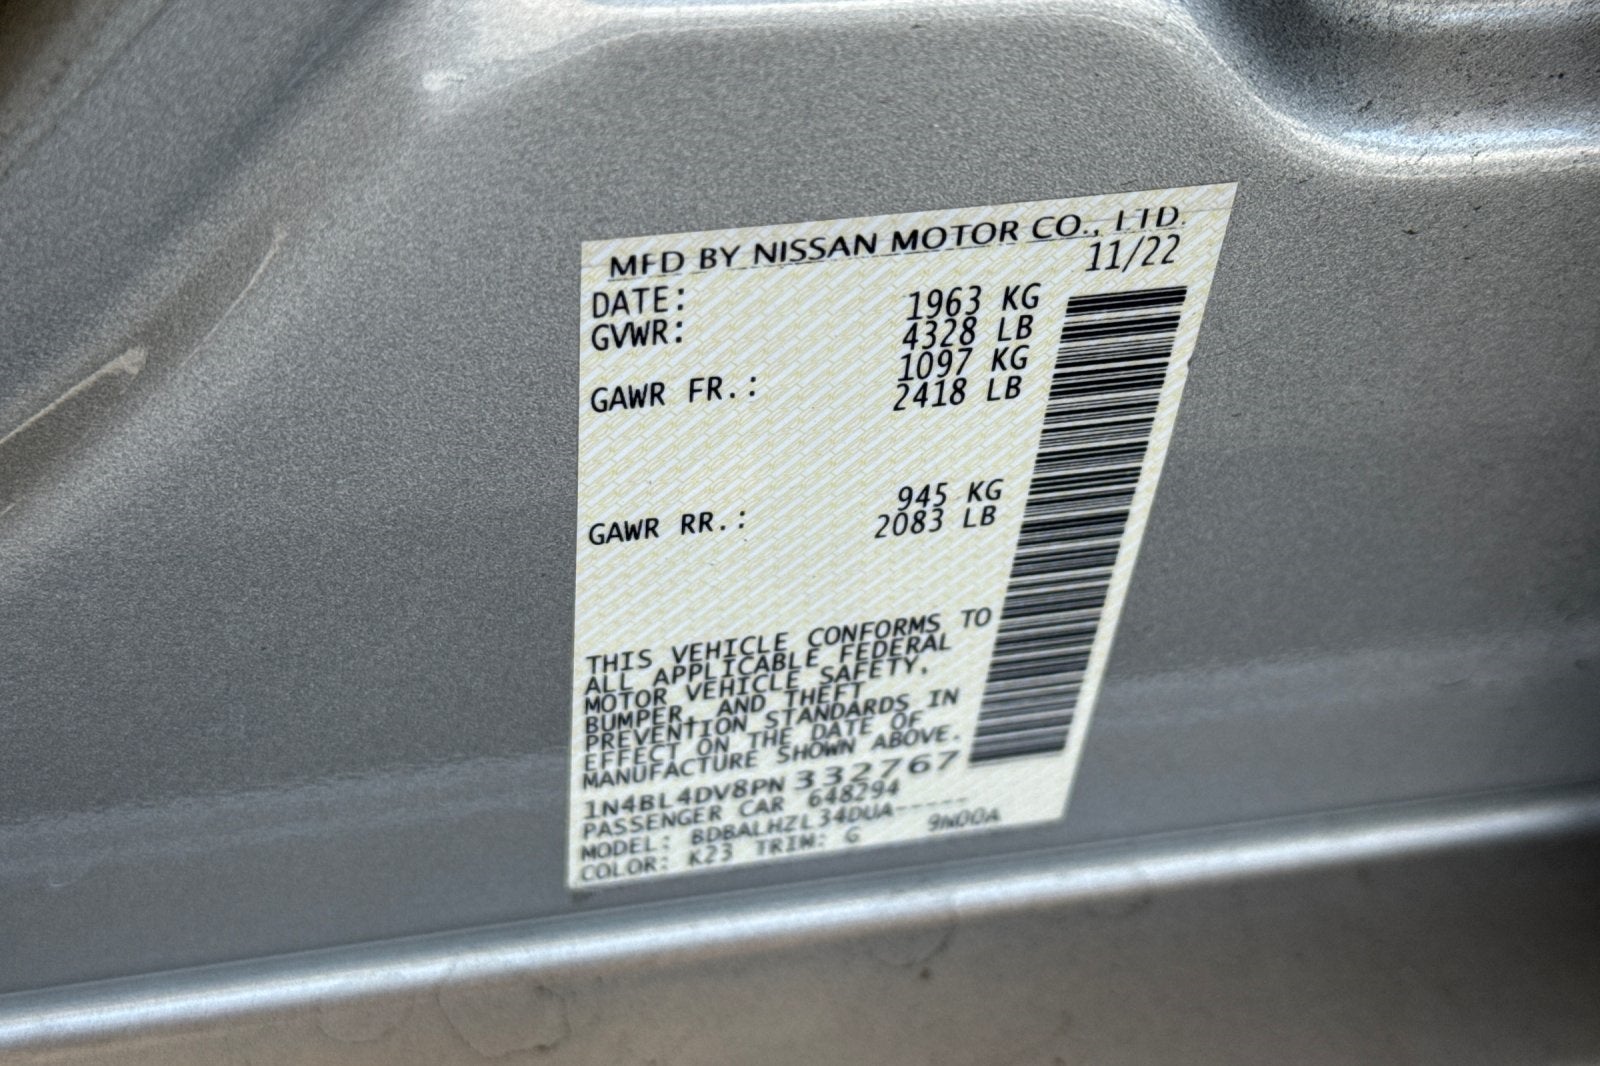 MFD BY NISSAN MOTOR CO., LTD.
DATE: 11/22
GVWR: 1963 KG
4328 LB
GAWR FR.: 1097 KG
2418 LB
GAWR RR.: 945 KG
2083 LB
THIS VEHICLE CONFORMS TO
ALL APPLICABLE FEDERAL
MOTOR VEHICLE SAFETY,
BUMPER, AND THEFT
PREVENTION STANDARDS IN
EFFECT ON THE DATE OF
MANUFACTURE SHOWN ABOVE.
1N4BL4DV8PN332767
PASSENGER CAR 648294
MODEL: BDBALHZL34DUA-----
COLOR: K23 TRIM: G 9N00A